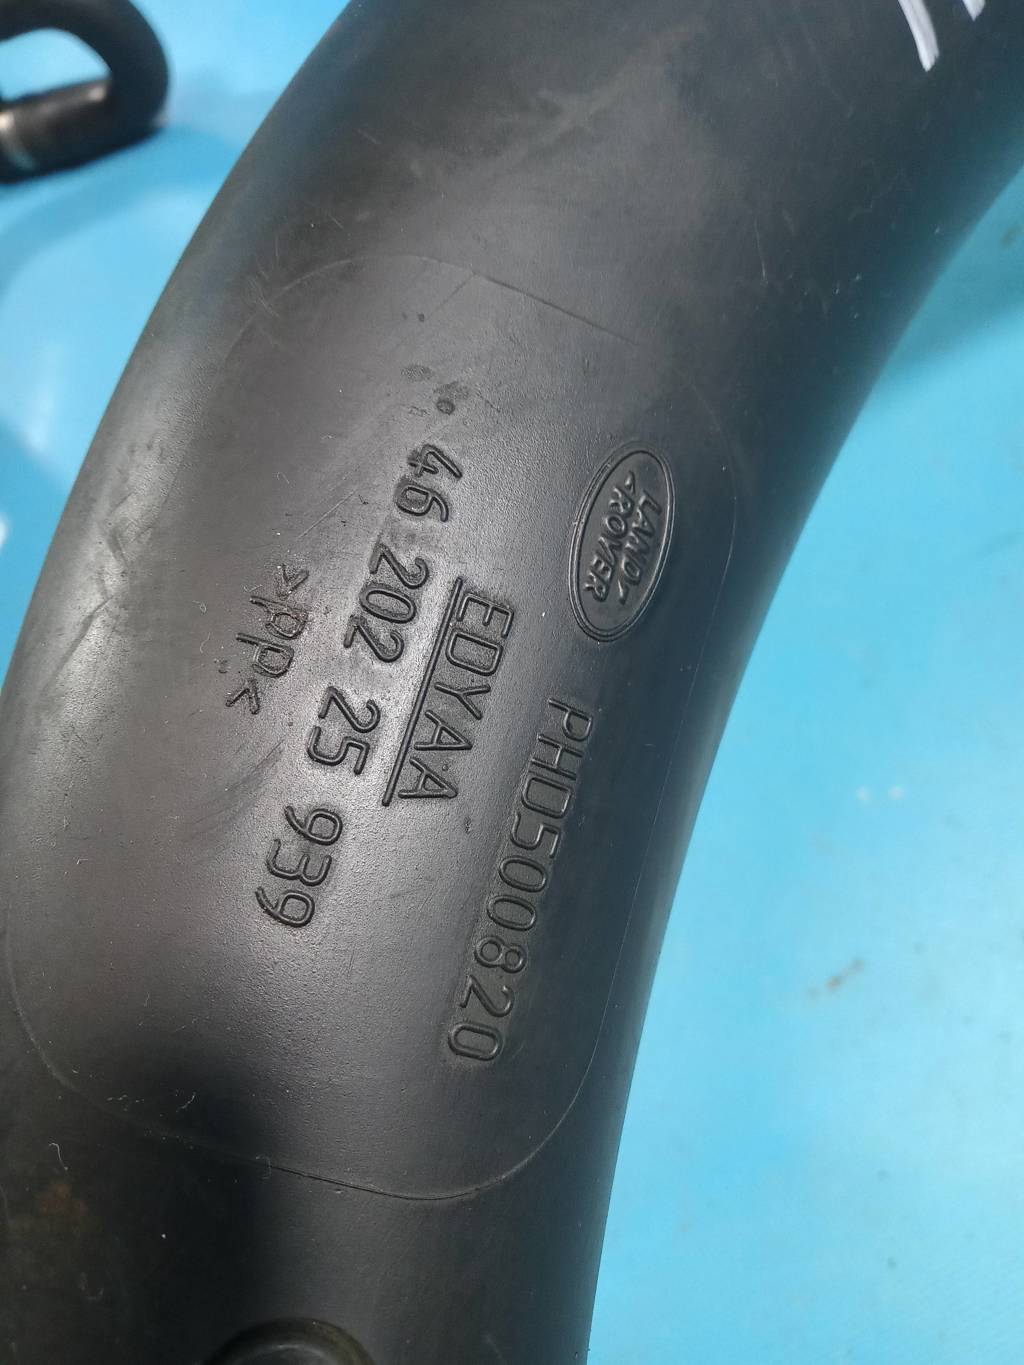 LAND
ROVER
PHD500820
EDYAA
46 202 25 939
>PP<